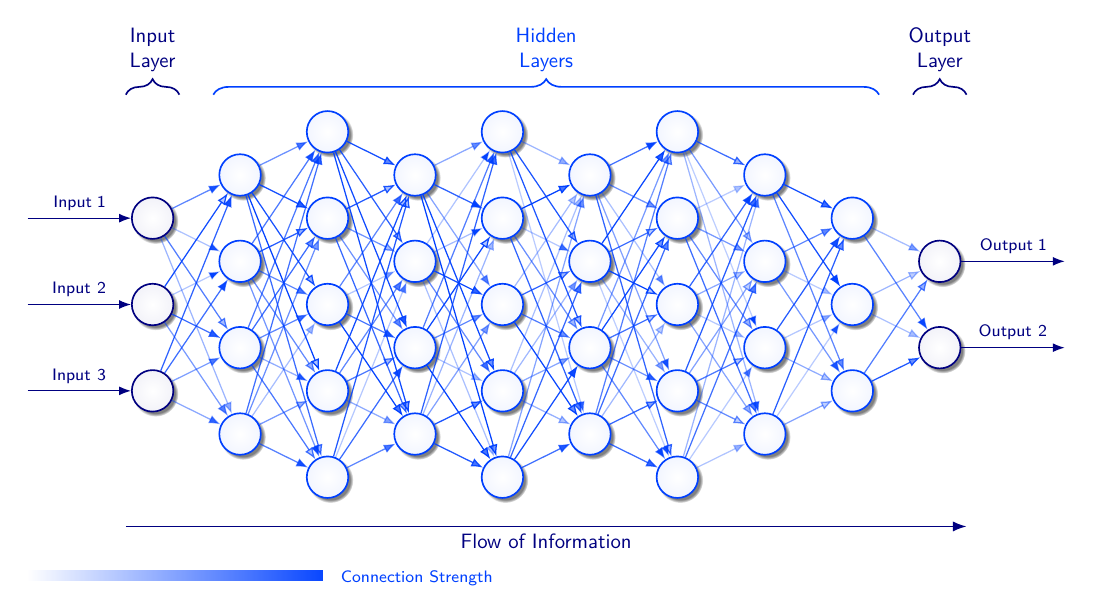 Input
Layer
Hidden
Layers
Output
Layer
Input 1
Input 2
Input 3
Output 1
Output 2
Flow of Information
Connection Strength